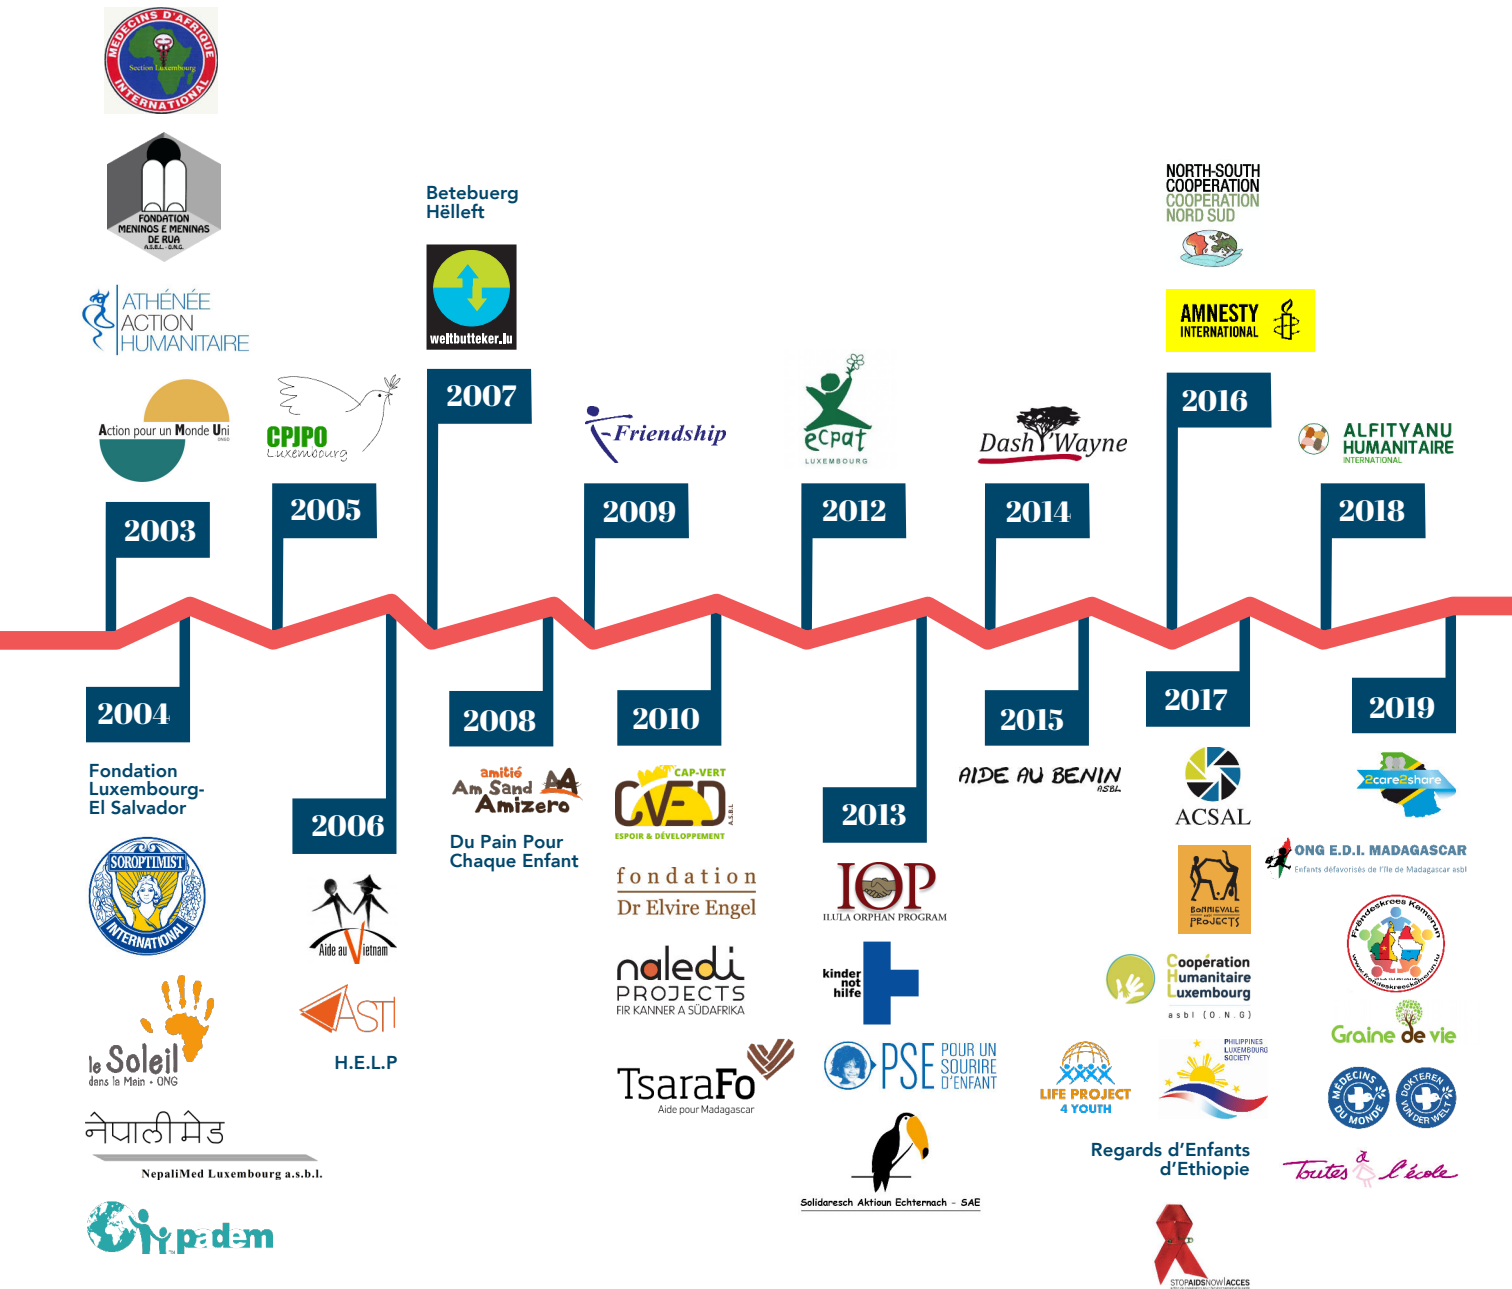 MEDECINS D'AFRIQUE
Section Luxembourg
INTERNATIONAL
FONDATION
MENINOS E MENINAS
DE RUA
A.S.B.L. - O.N.G.
ATHÉNÉE
ACTION
HUMANITAIRE
Action pour un Monde Uni
ONGD
2003
CPJPO
Luxembourg
2005
Betebuerg
Hëlleft
weltbutteker.lu
2007
Friendship
2009
ecpat
LUXEMBOURG
2012
Dash Wayne
2014
NORTH-SOUTH
COOPERATION
COOPERATION
NORD SUD
AMNESTY
INTERNATIONAL
2016
ALFITYANU
HUMANITAIRE
INTERNATIONAL
2018
2004
Fondation
Luxembourg-
El Salvador
SOROPTIMIST
INTERNATIONAL
le Soleil
dans la Main • ONG
नेपाली मेड
NepaliMed Luxembourg a.s.b.l.
padem
2006
Aide au Vietnam
ASTI
H.E.L.P
2008
amitié
Am Sand
Amizero
Du Pain Pour
Chaque Enfant
2010
CAP-VERT
CVED
A.S.B.L
ESPOIR & DÉVELOPPEMENT
fondation
Dr Elvire Engel
naledi
PROJECTS
FIR KANNER A SÜDAFRIKA
TsaraFo
Aide pour Madagascar
2013
IOP
ILULA ORPHAN PROGRAM
kinder
not
hilfe
PSE
POUR UN
SOURIRE
D'ENFANT
Solidaresch Aktioun Echternach - SAE
2015
AIDE AU BENIN
ASBL
2017
ACSAL
BONNIEVALE
PROJECTS
Coopération
Humanitaire
Luxembourg
asbl (O.N.G)
LIFE PROJECT
4 YOUTH
PHILIPPINES
LUXEMBOURG
SOCIETY
Regards d'Enfants
d'Ethiopie
STOPAIDSNOW|ACCES
2019
2care2share
ONG E.D.I. MADAGASCAR
Enfants défavorisés de l'île de Madagascar asbl
Frëndeskrees Kamerun
www.frendeskreeskamerun.lu
Graine de vie
MÉDECINS
DU MONDE
DOKTEREN
VUN DER WELT
Toutes à l'école